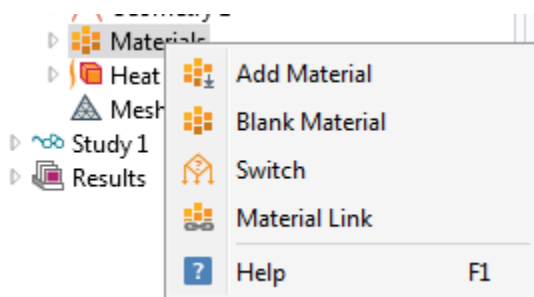 Materials
Heat
Mesh
Study 1
Results
Add Material
Blank Material
Switch
Material Link
? Help F1